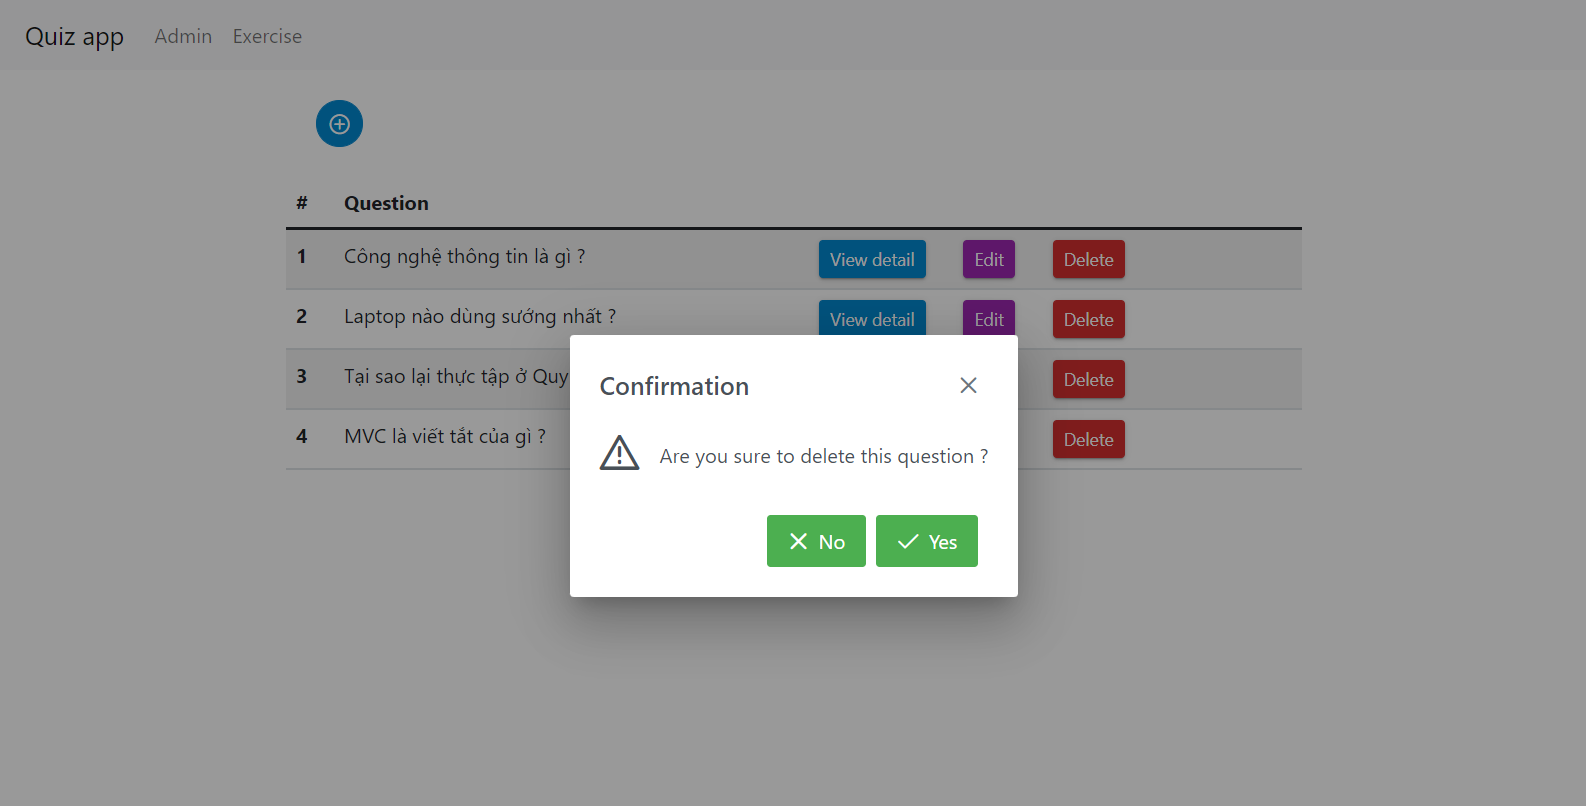 Quiz app Admin Exercise
# Question
1 Công nghệ thông tin là gì ? View detail Edit Delete
2 Laptop nào dùng sướng nhất ? View detail Edit Delete
3 Tại sao lại thực tập ở Quy Delete
4 MVC là viết tắt của gì ? Delete
Confirmation
Are you sure to delete this question ?
No Yes